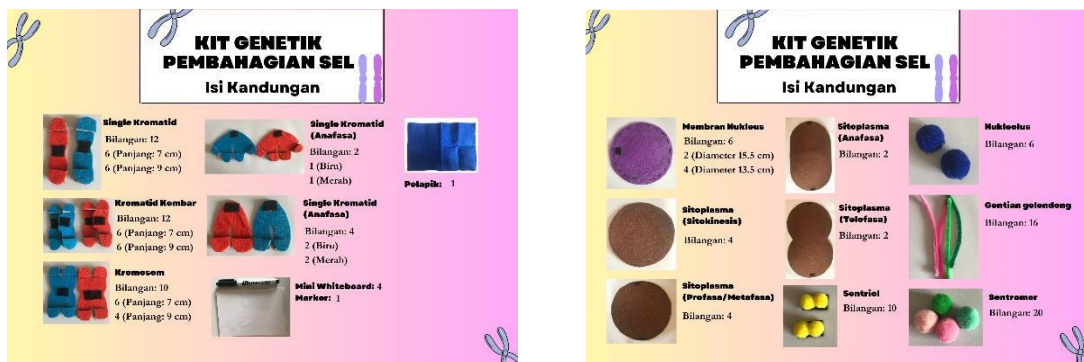 KIT GENETIK
PEMBAHAGIAN SEL
Isi Kandungan
Single Kromatid
Bilangan: 12
6 (Panjang: 7 cm)
6 (Panjang: 9 cm)
Kromatid Kembar
Bilangan: 12
6 (Panjang: 7 cm)
6 (Panjang: 9 cm)
Kromosom
Bilangan: 10
6 (Panjang: 7 cm)
4 (Panjang: 9 cm)
Single Kromatid
(Anafasa)
Bilangan: 2
1 (Biru)
1 (Merah)
Single Kromatid
(Anafasa)
Bilangan: 4
2 (Biru)
2 (Merah)
Mini Whiteboard: 4
Marker: 1
Pelapik: 1
KIT GENETIK
PEMBAHAGIAN SEL
Isi Kandungan
Membran Nukleus
Bilangan: 6
2 (Diameter 15.5 cm)
4 (Diameter 13.5 cm)
Sitoplasma
(Sitokinesis)
Bilangan: 4
Sitoplasma
(Profasa/Metafasa)
Bilangan: 4
Sitoplasma
(Anafasa)
Bilangan: 2
Sitoplasma
(Telofasa)
Bilangan: 2
Sentriol
Bilangan: 10
Nukleolus
Bilangan: 6
Gentian gelendong
Bilangan: 16
Sentromer
Bilangan: 20